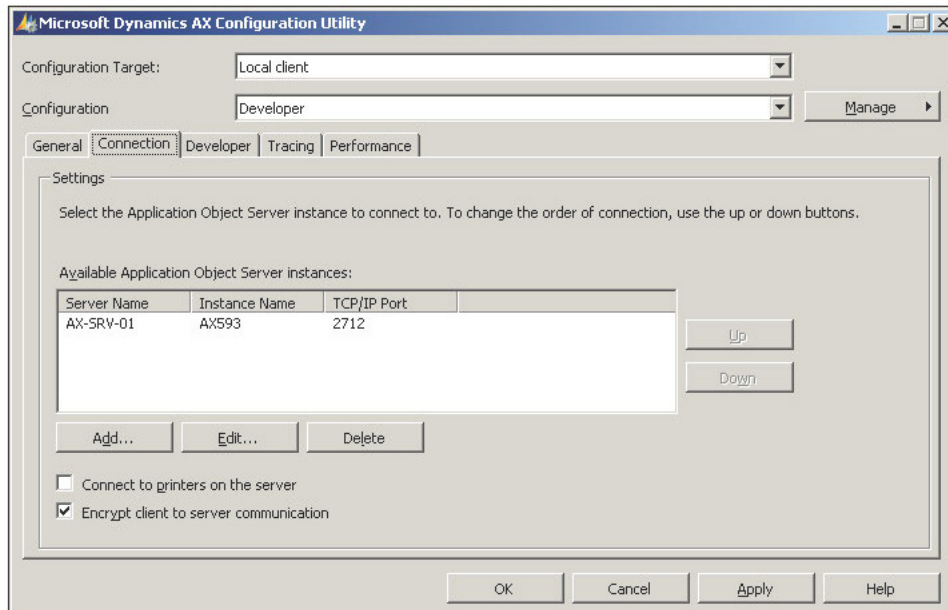 Microsoft Dynamics AX Configuration Utility
Configuration Target: Local client
Configuration Developer Manage
General Connection Developer Tracing Performance
Settings
Select the Application Object Server instance to connect to. To change the order of connection, use the up or down buttons.
Available Application Object Server instances:
Server Name Instance Name TCP/IP Port
AX-SRV-01 AX593 2712
Up
Down
Add... Edit... Delete
Connect to printers on the server
Encrypt client to server communication
OK Cancel Apply Help